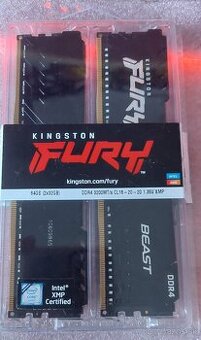 KINGSTON
FURY
kingston.com/fury
64GB (2x32GB)
DDR4 3200MT/s CL16-20-20 1.35V XMP
BEAST
DDR4
Intel®
XMP
Certified